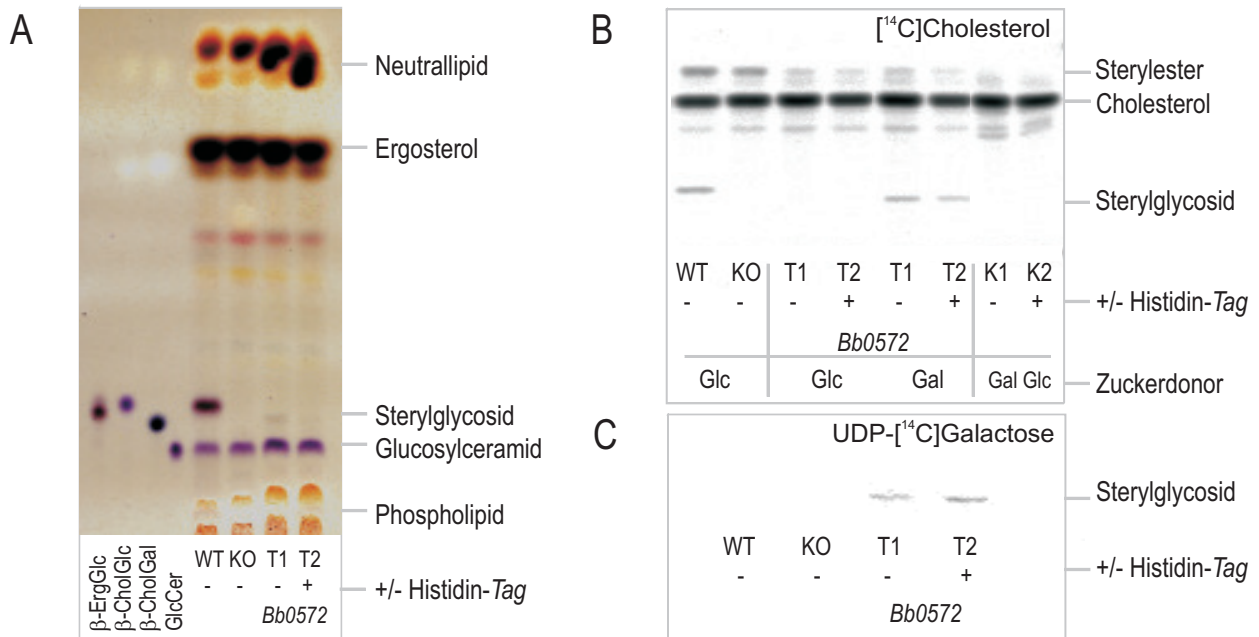 A
Neutrallipid
Ergosterol
Sterylglycosid
Glucosylceramid
Phospholipid
β-ErgGlc
β-CholGlc
β-CholGal
GlcCer
WT KO T1 T2
- - - +
+/- Histidin-Tag
Bb0572
B
[¹⁴C]Cholesterol
Sterylester
Cholesterol
Sterylglycosid
WT KO T1 T2 T1 T2 K1 K2
- - - + - + - +
+/- Histidin-Tag
Bb0572
Glc Glc Gal Gal Glc
Zuckerdonor
C
UDP-[¹⁴C]Galactose
Sterylglycosid
WT KO T1 T2
- - - +
+/- Histidin-Tag
Bb0572